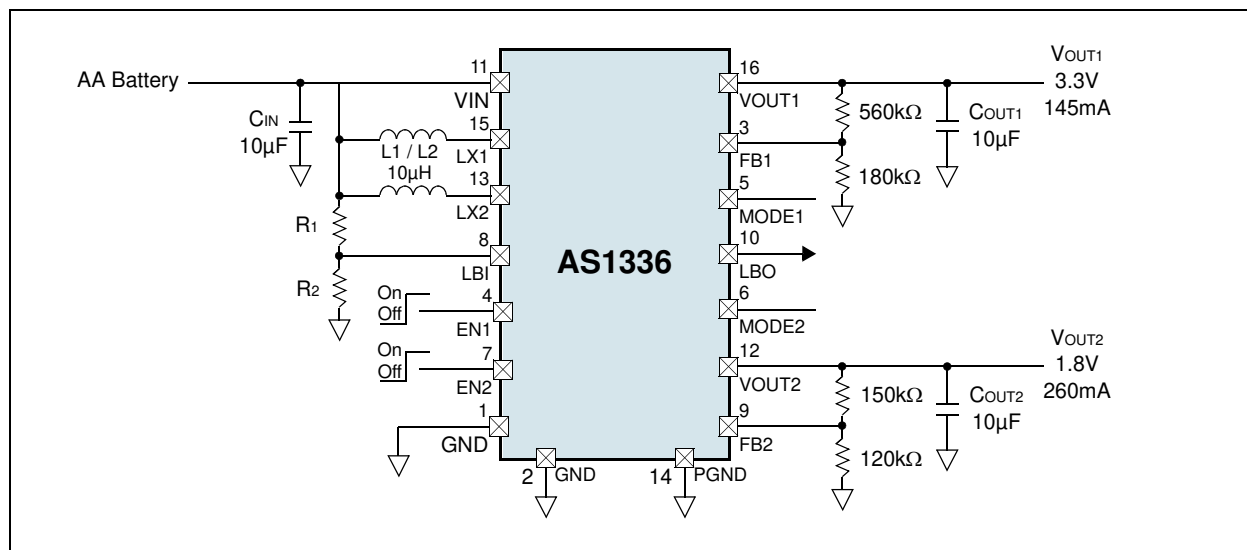 AA Battery
CIN
10µF
L1 / L2
10µH
R1
R2
On
Off
On
Off
11
VIN
15
LX1
13
LX2
8
LBI
4
EN1
7
EN2
1
GND
2
GND
14
PGND
AS1336
16
VOUT1
3
FB1
5
MODE1
10
LBO
6
MODE2
12
VOUT2
9
FB2
560kΩ
180kΩ
COUT1
10µF
VOUT1
3.3V
145mA
150kΩ
120kΩ
COUT2
10µF
VOUT2
1.8V
260mA